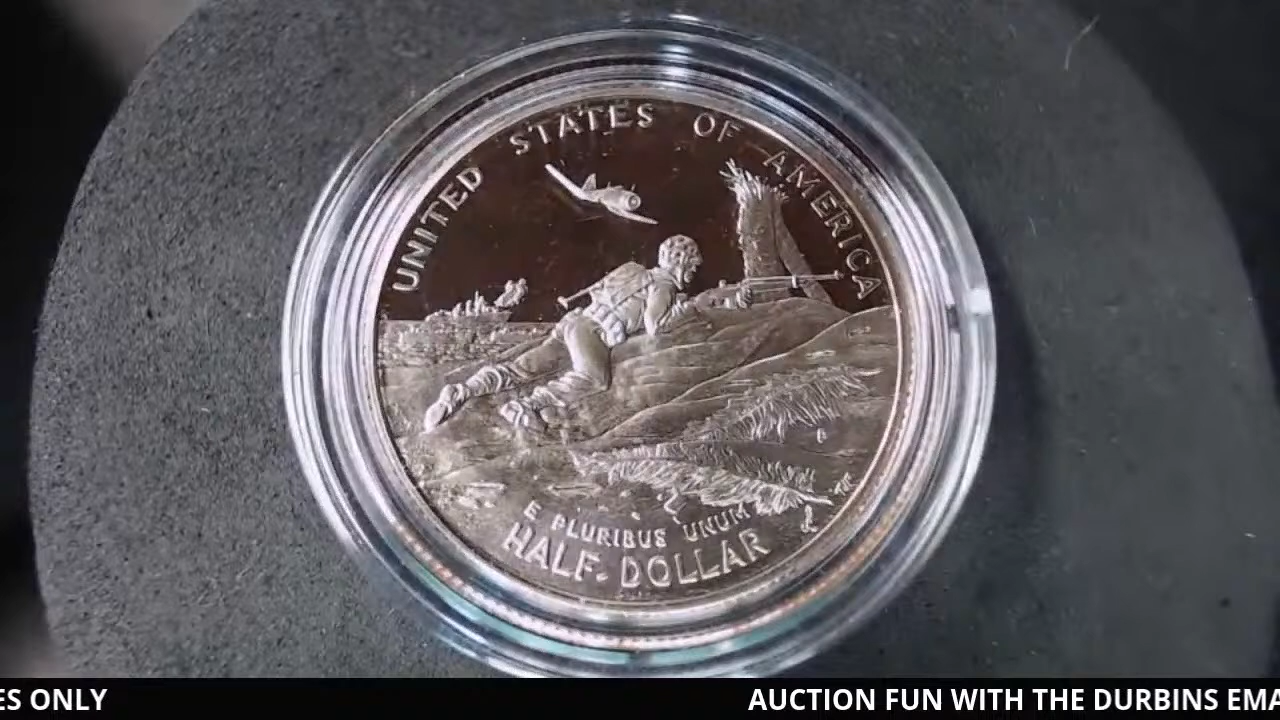 UNITED STATES OF AMERICA
E PLURIBUS UNUM
HALF DOLLAR
ES ONLY
AUCTION FUN WITH THE DURBINS EMA